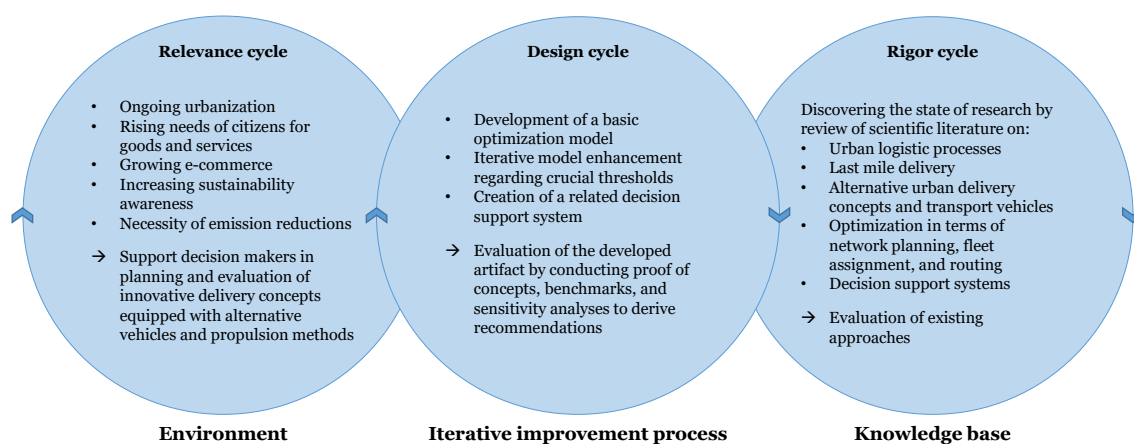 Relevance cycle
• Ongoing urbanization
• Rising needs of citizens for
goods and services
• Growing e-commerce
• Increasing sustainability
awareness
• Necessity of emission reductions
→ Support decision makers in
planning and evaluation of
innovative delivery concepts
equipped with alternative
vehicles and propulsion methods
Environment
Design cycle
• Development of a basic
optimization model
• Iterative model enhancement
regarding crucial thresholds
• Creation of a related decision
support system
→ Evaluation of the developed
artifact by conducting proof of
concepts, benchmarks, and
sensitivity analyses to derive
recommendations
Iterative improvement process
Rigor cycle
Discovering the state of research by
review of scientific literature on:
• Urban logistic processes
• Last mile delivery
• Alternative urban delivery
concepts and transport vehicles
• Optimization in terms of
network planning, fleet
assignment, and routing
• Decision support systems
→ Evaluation of existing
approaches
Knowledge base